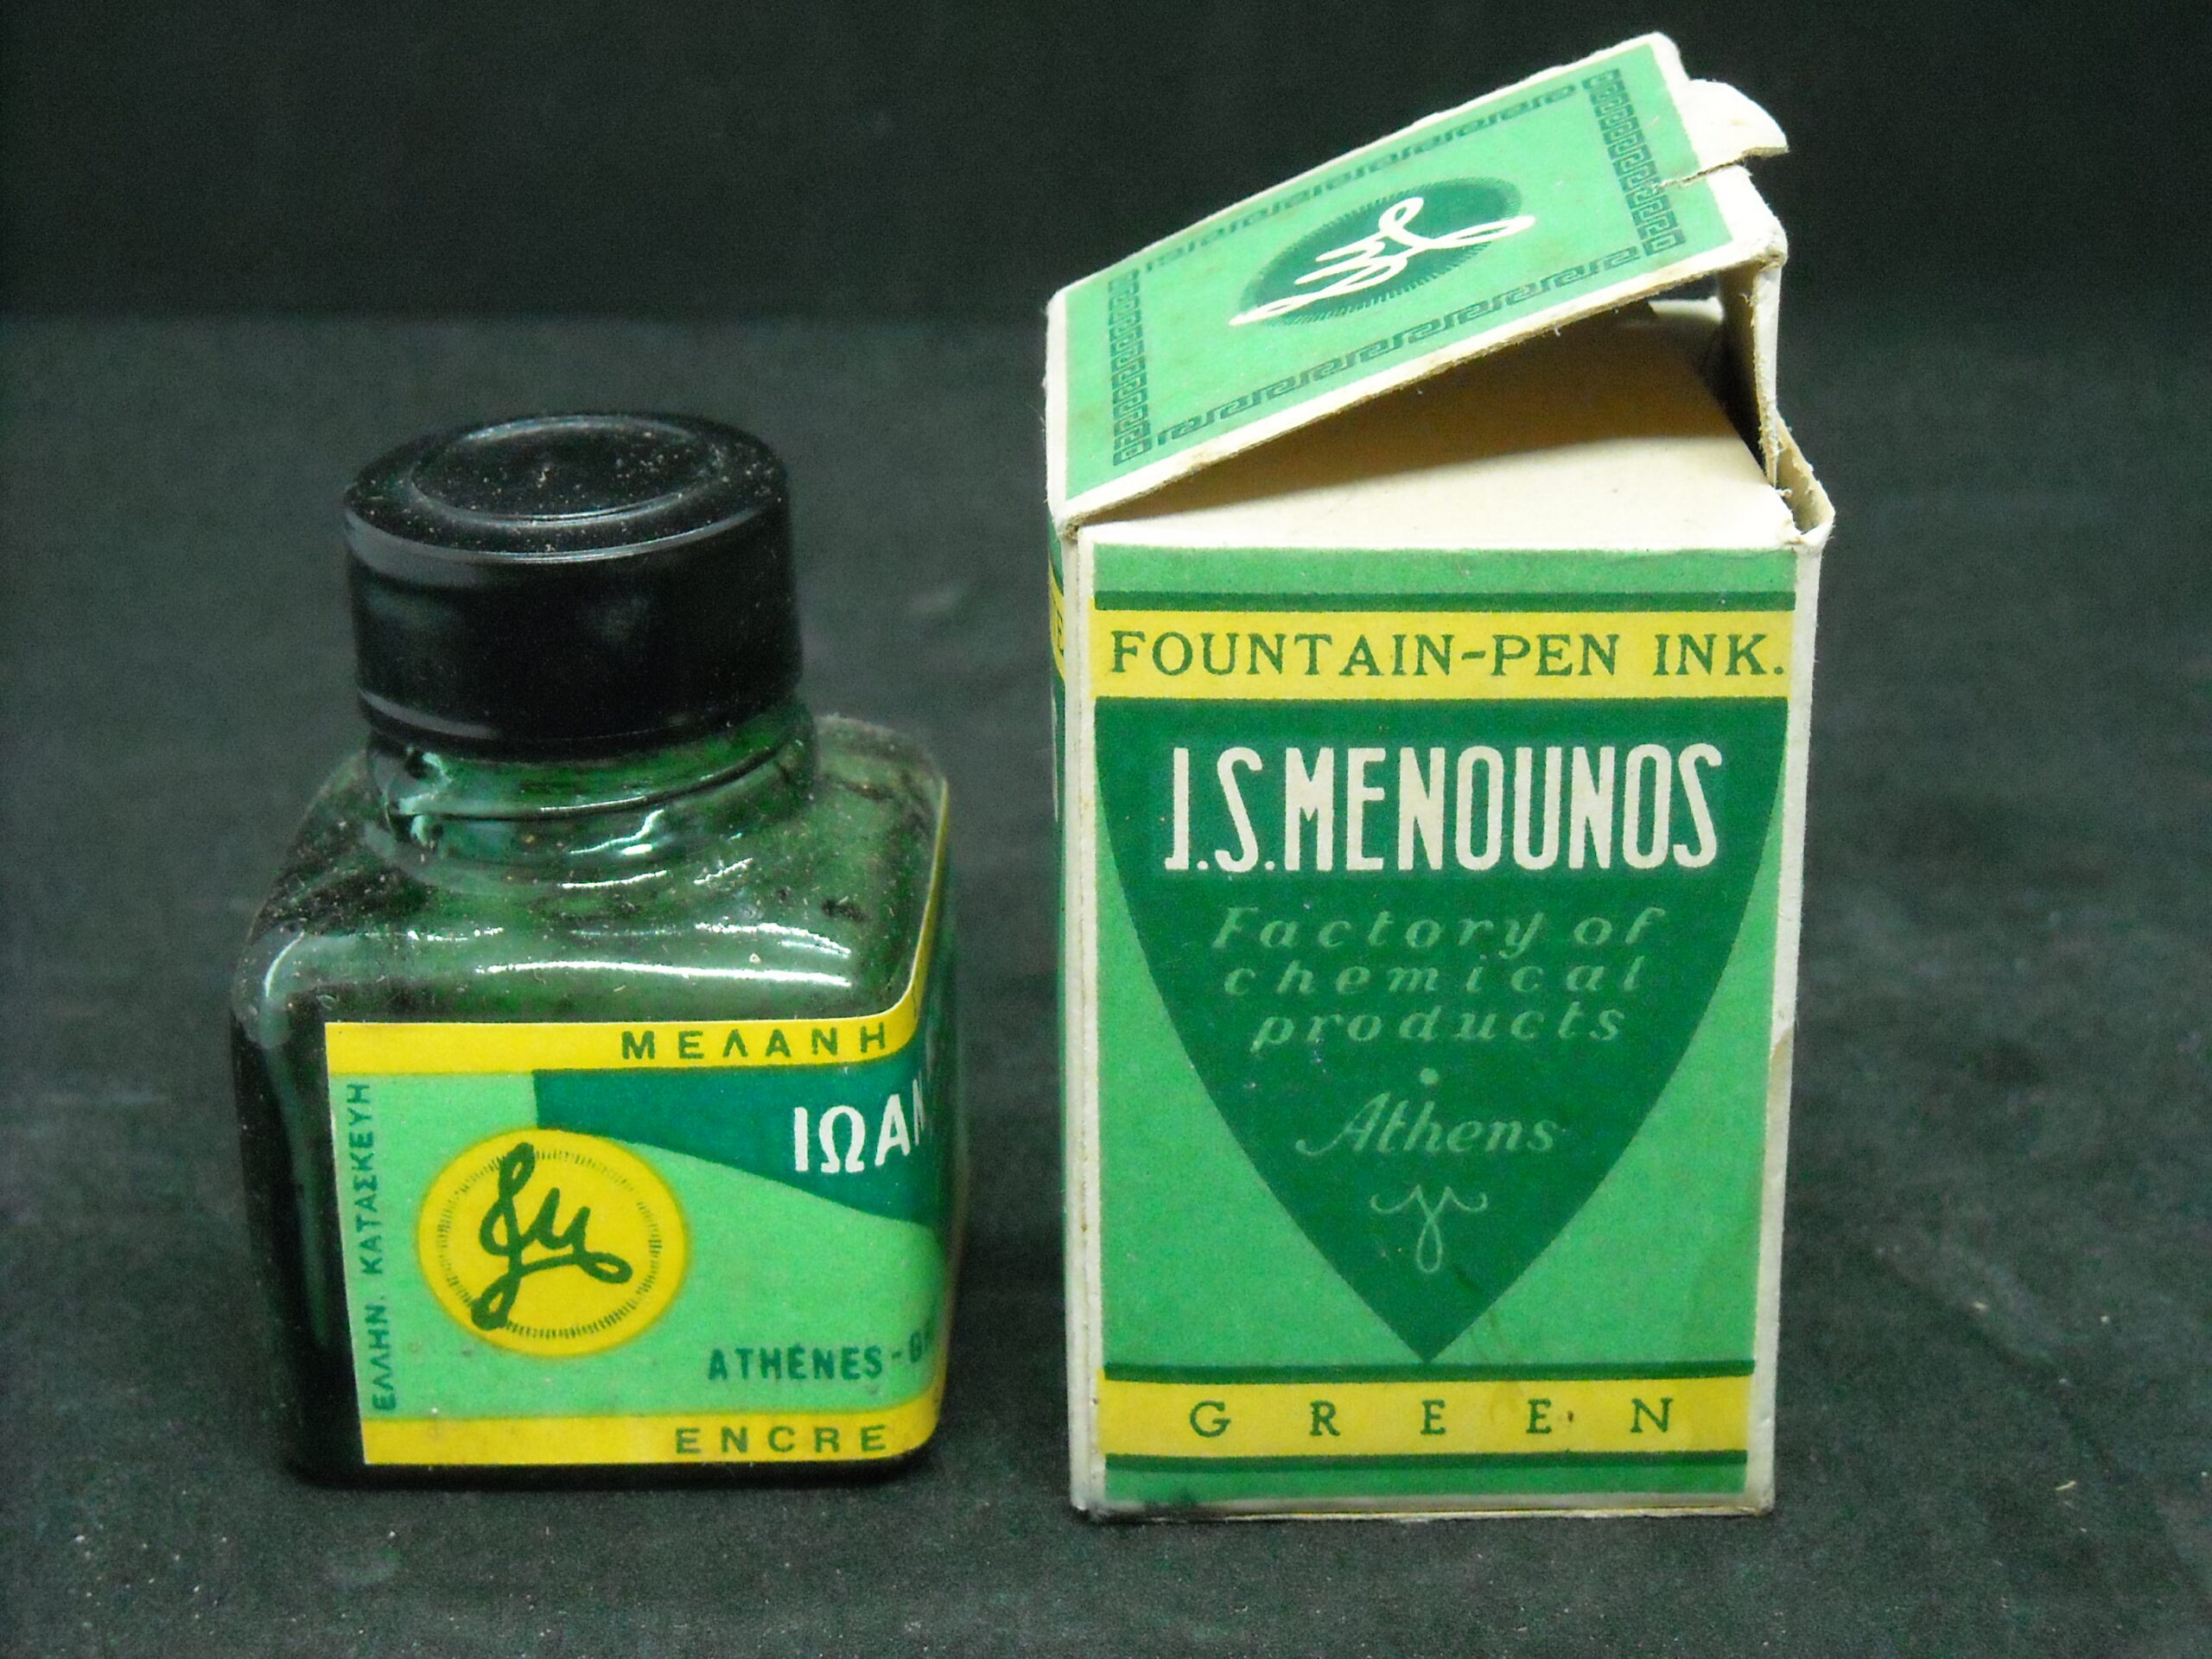 ΜΕΛΑΝΗ
ΙΩΑΝ
ΕΛΛΗΝ. ΚΑΤΑΣΚΕΥΗ
ATHÈNES -
ENCRE
FOUNTAIN-PEN INK.
J.S.MENOUNOS
Factory of
chemical
products
Athens
GREEN